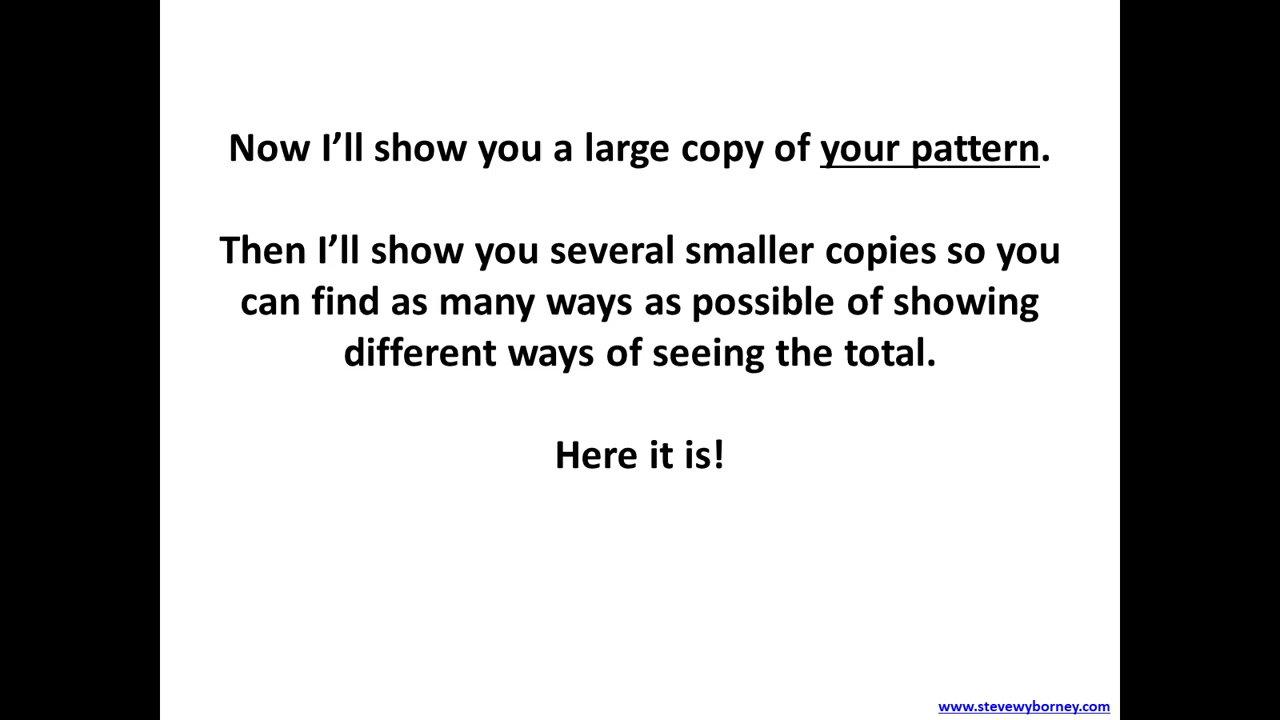 Now I’ll show you a large copy of your pattern.
Then I’ll show you several smaller copies so you
can find as many ways as possible of showing
different ways of seeing the total.
Here it is!
www.stevewyborney.com